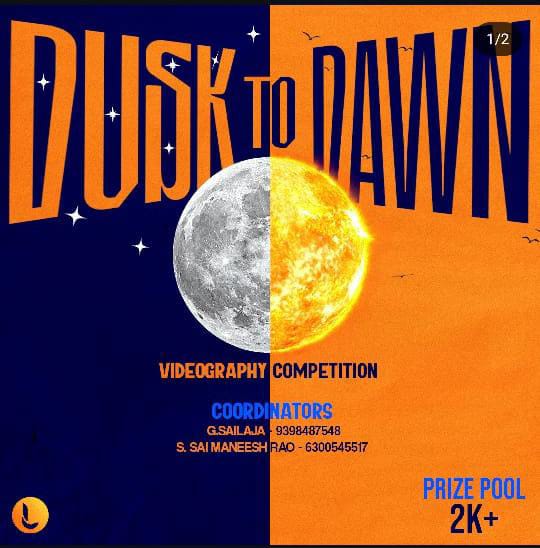 1/2
DUSK TO DAWN
VIDEOGRAPHY COMPETITION
COORDINATORS
G.SAILAJA - 9398487548
S. SAI MANEESH RAO - 6300545517
PRIZE POOL
2K+